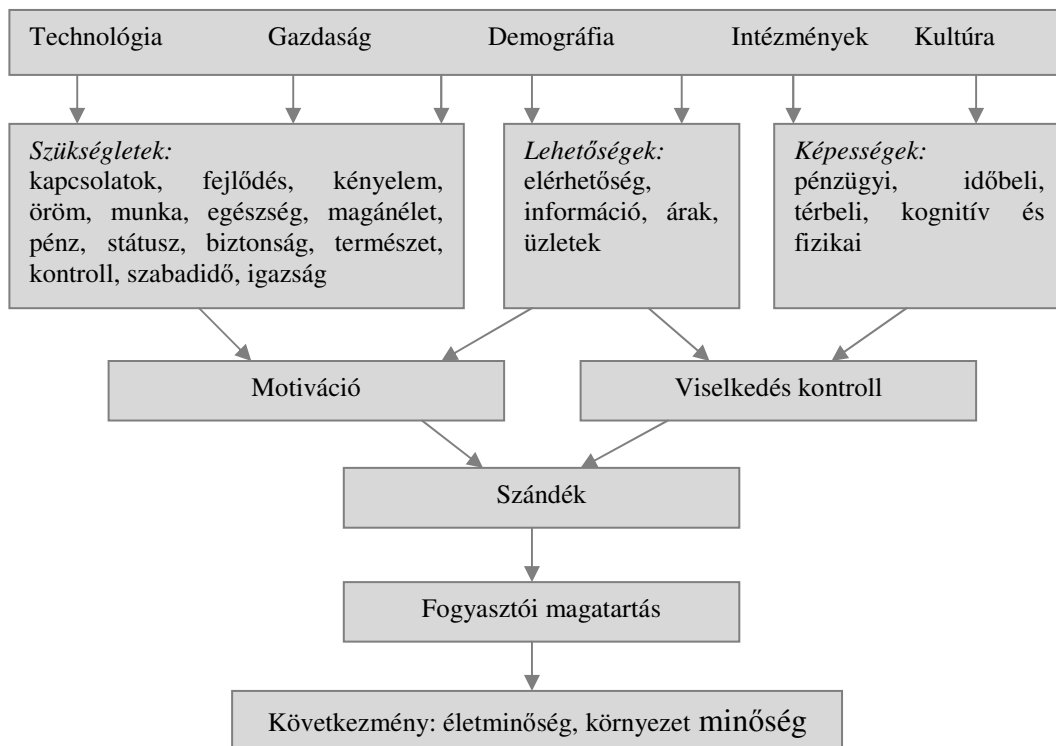 Technológia Gazdaság Demográfia Intézmények Kultúra
Szükségletek:
kapcsolatok, fejlődés, kényelem,
öröm, munka, egészség, magánélet,
pénz, státusz, biztonság, természet,
kontroll, szabadidő, igazság
Lehetőségek:
elérhetőség,
információ, árak,
üzletek
Képességek:
pénzügyi, időbeli,
térbeli, kognitív és
fizikai
Motiváció
Viselkedés kontroll
Szándék
Fogyasztói magatartás
Következmény: életminőség, környezet minőség